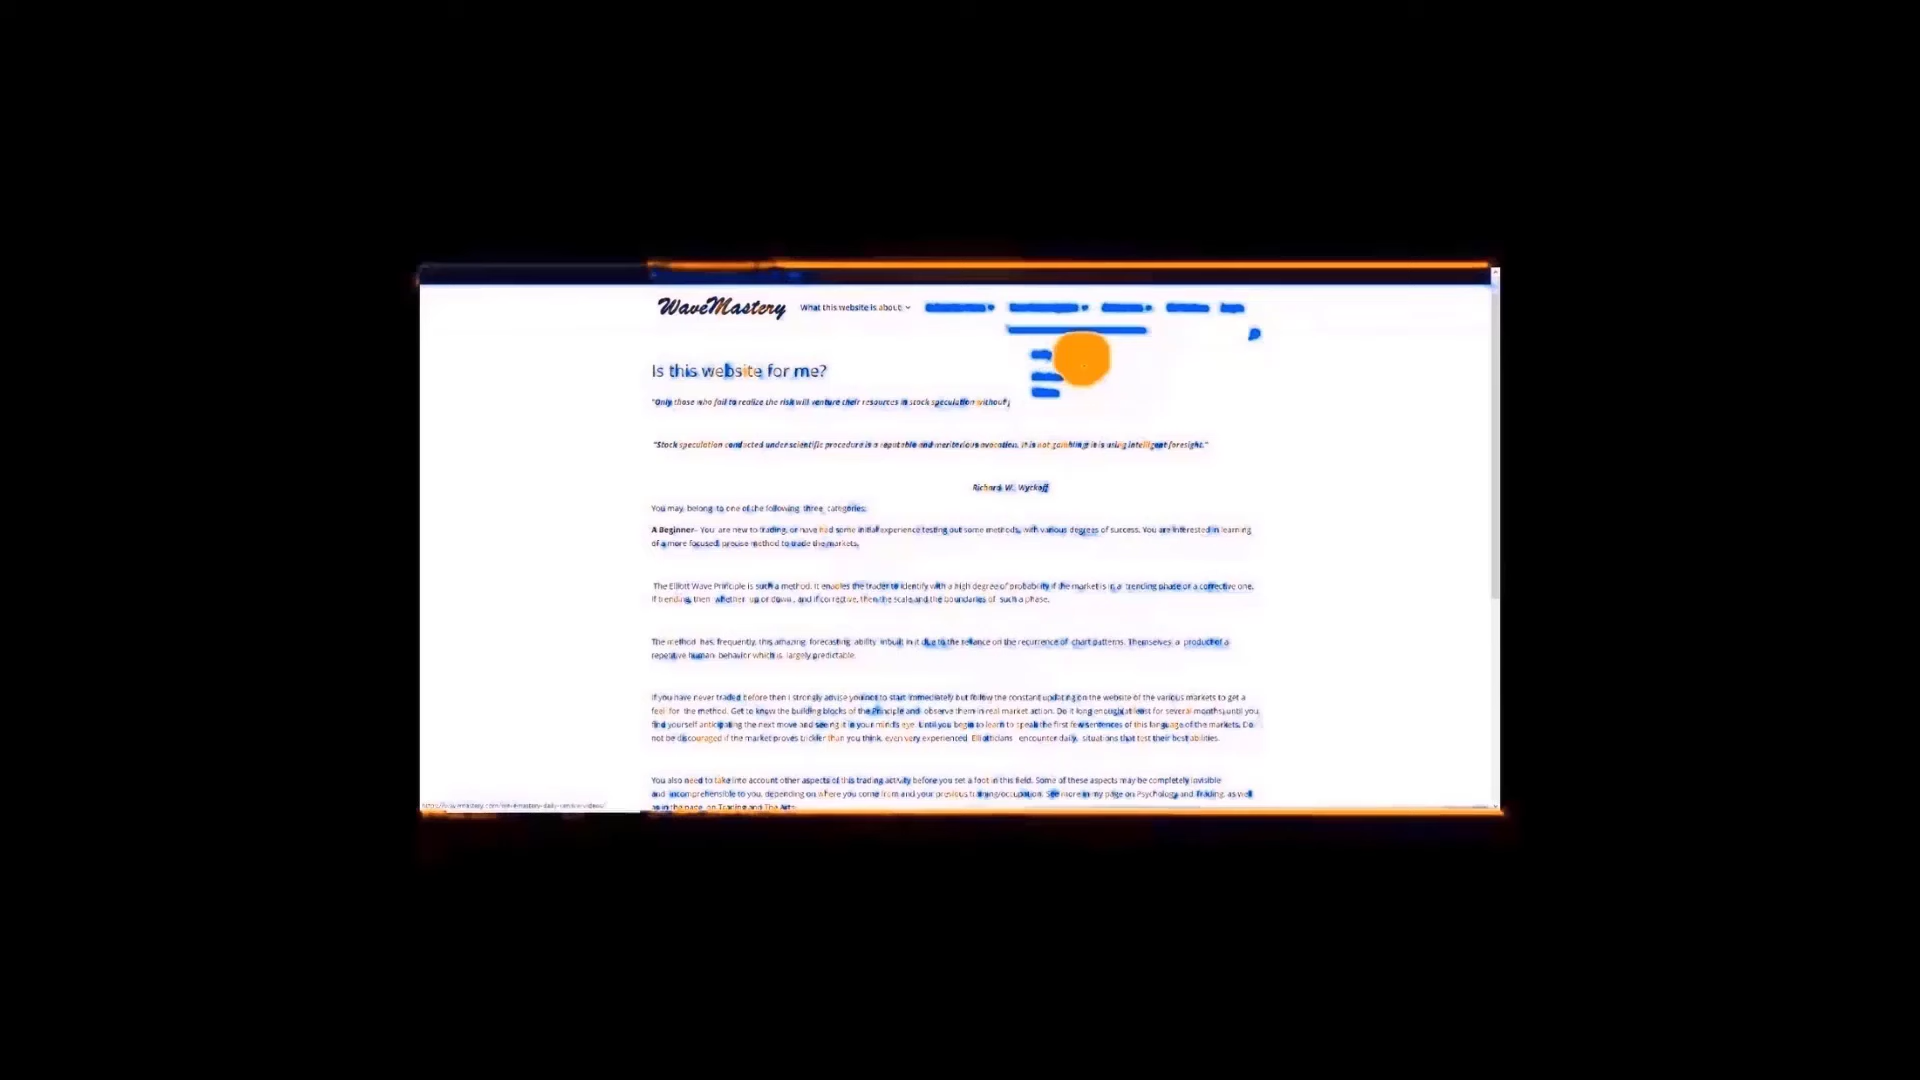 WaveMastery
What this website is about
Is this website for me?
"Only those who fail to realize the risk will venture their resources in stock speculation without
"Stock speculation conducted under scientific procedure is a reputable and meritorious avocation. It is not gambling: it is using intelligent foresight."
Richard W. Wyckoff
You may belong to one of the following three categories:
A Beginner– You are new to trading, or have had some initial experience testing out some methods, with various degrees of success. You are interested in learning
of a more focused, precise method to trade the markets.
The Elliott Wave Principle is such a method. It enables the trader to identify with a high degree of probability if the market is in a trending phase or a corrective one.
If trending, then whether up or down, and if corrective, then the scale and the boundaries of such a phase.
The method has, frequently, this amazing forecasting ability inbuilt in it due to the reliance on the recurrence of chart patterns. Themselves a product of a
repetitive human behavior which is largely predictable.
If you have never traded before then I strongly advise you not to start immediately but follow the constant updating on the website of the various markets to get a
feel for the method. Get to know the building blocks of the Principle and observe them in real market action. Do it long enough(at least for several months) until you
find yourself anticipating the next move and seeing it in your mind's eye. Until you begin to learn to speak the first few sentences of this language of the markets. Do
not be discouraged if the market proves trickier than you think, even very experienced Elliotticians encounter daily, situations that test their best abilities.
You also need to take into account other aspects of this trading activity before you set a foot in this field. Some of these aspects may be completely invisible
and incomprehensible to you, depending on where you come from and your previous training/occupation. See more in my page on Psychology and Trading, as well
as in the page on Trading and The Arts